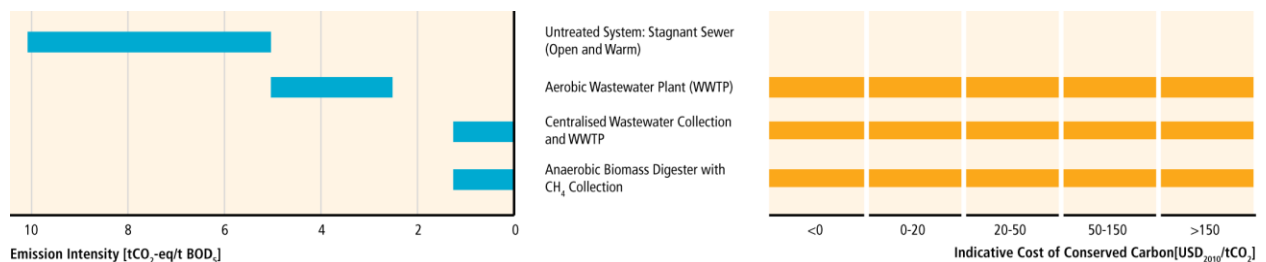 Untreated System: Stagnant Sewer
(Open and Warm)
Aerobic Wastewater Plant (WWTP)
Centralised Wastewater Collection
and WWTP
Anaerobic Biomass Digester with
CH₄ Collection
10 8 6 4 2 0
Emission Intensity [tCO₂-eq/t BOD₅]
<0 0-20 20-50 50-150 >150
Indicative Cost of Conserved Carbon[USD₂₀₁₀/tCO₂]